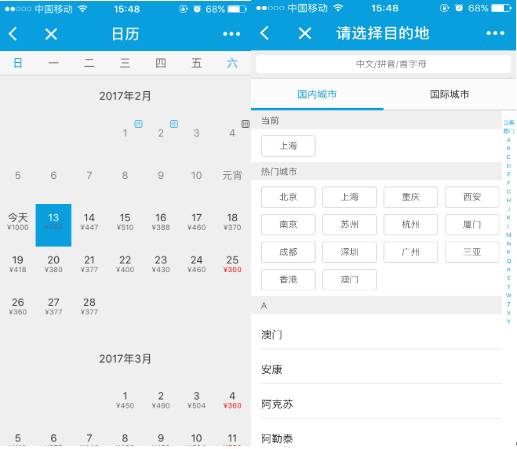 中国移动 15:48 68%
日历
日 一 二 三 四 五 六
2017年2月
1 2 3 4
5 6 7 8 9 10 元宵
今天 13 14 15 16 17 18
¥1000 ¥447 ¥510 ¥388 ¥460 ¥370
19 20 21 22 23 24 25
¥418 ¥380 ¥377 ¥400 ¥430 ¥460 ¥300
26 27 28
¥360 ¥377 ¥377
2017年3月
1 2 3 4
¥450 ¥490 ¥504 ¥360
5 6 7 8 9 10 11
中国移动 15:48 68%
请选择目的地
中文/拼音/首字母
国内城市 国际城市
当前
上海
热门城市
北京 上海 重庆 西安
南京 苏州 杭州 厦门
成都 深圳 广州 三亚
香港 澳门
A
澳门
安康
阿克苏
阿勒泰
当前
热门
A
B
C
D
E
F
G
H
J
K
L
M
N
P
Q
R
S
T
W
Z
X
Y